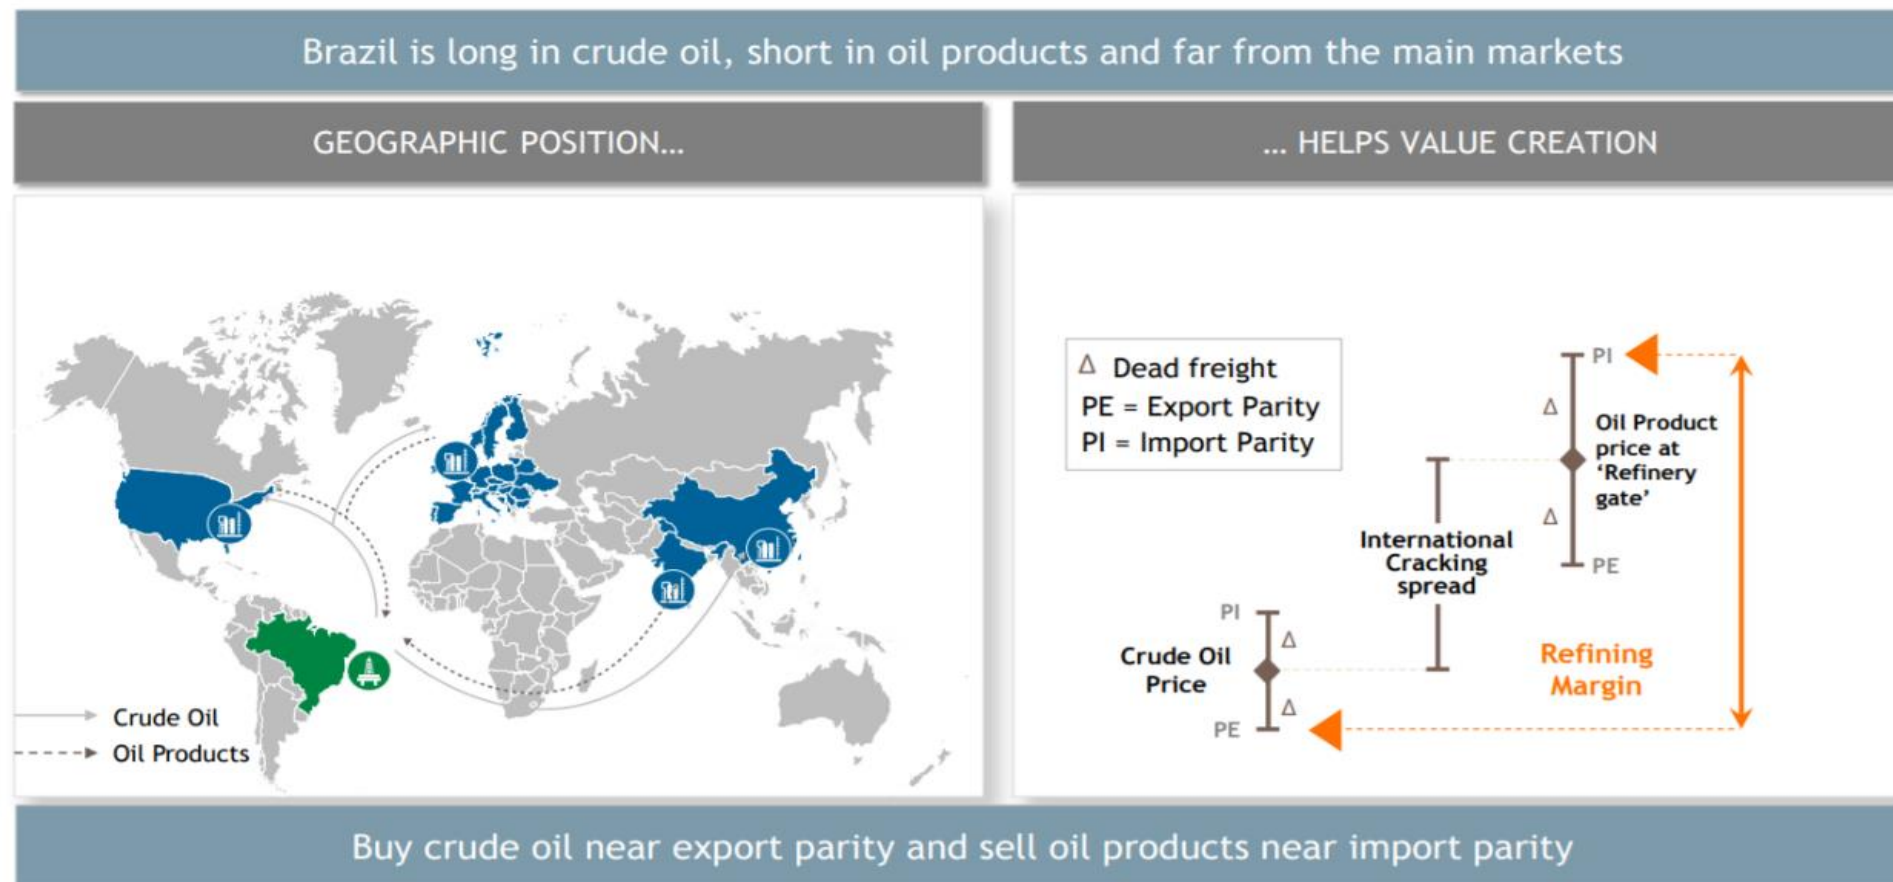 Brazil is long in crude oil, short in oil products and far from the main markets
GEOGRAPHIC POSITION...
... HELPS VALUE CREATION
Crude Oil
Oil Products
Δ Dead freight
PE = Export Parity
PI = Import Parity
PI
Δ
Oil Product
price at
‘Refinery
gate’
Δ
PE
International
Cracking
spread
PI
Δ
Crude Oil
Price
Δ
PE
Refining
Margin
Buy crude oil near export parity and sell oil products near import parity